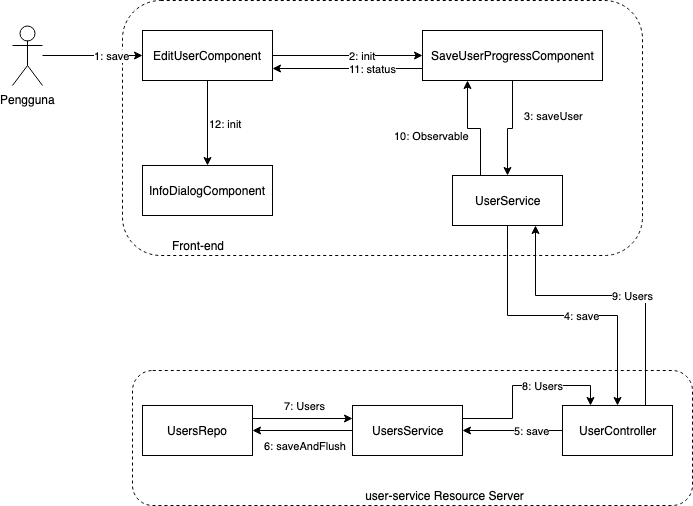 1: save
EditUserComponent
2: init
SaveUserProgressComponent
11: status
Pengguna
12: init
3: saveUser
10: Observable
InfoDialogComponent
UserService
Front-end
9: Users
4: save
8: Users
7: Users
UsersRepo
UsersService
5: save
UserController
6: saveAndFlush
user-service Resource Server